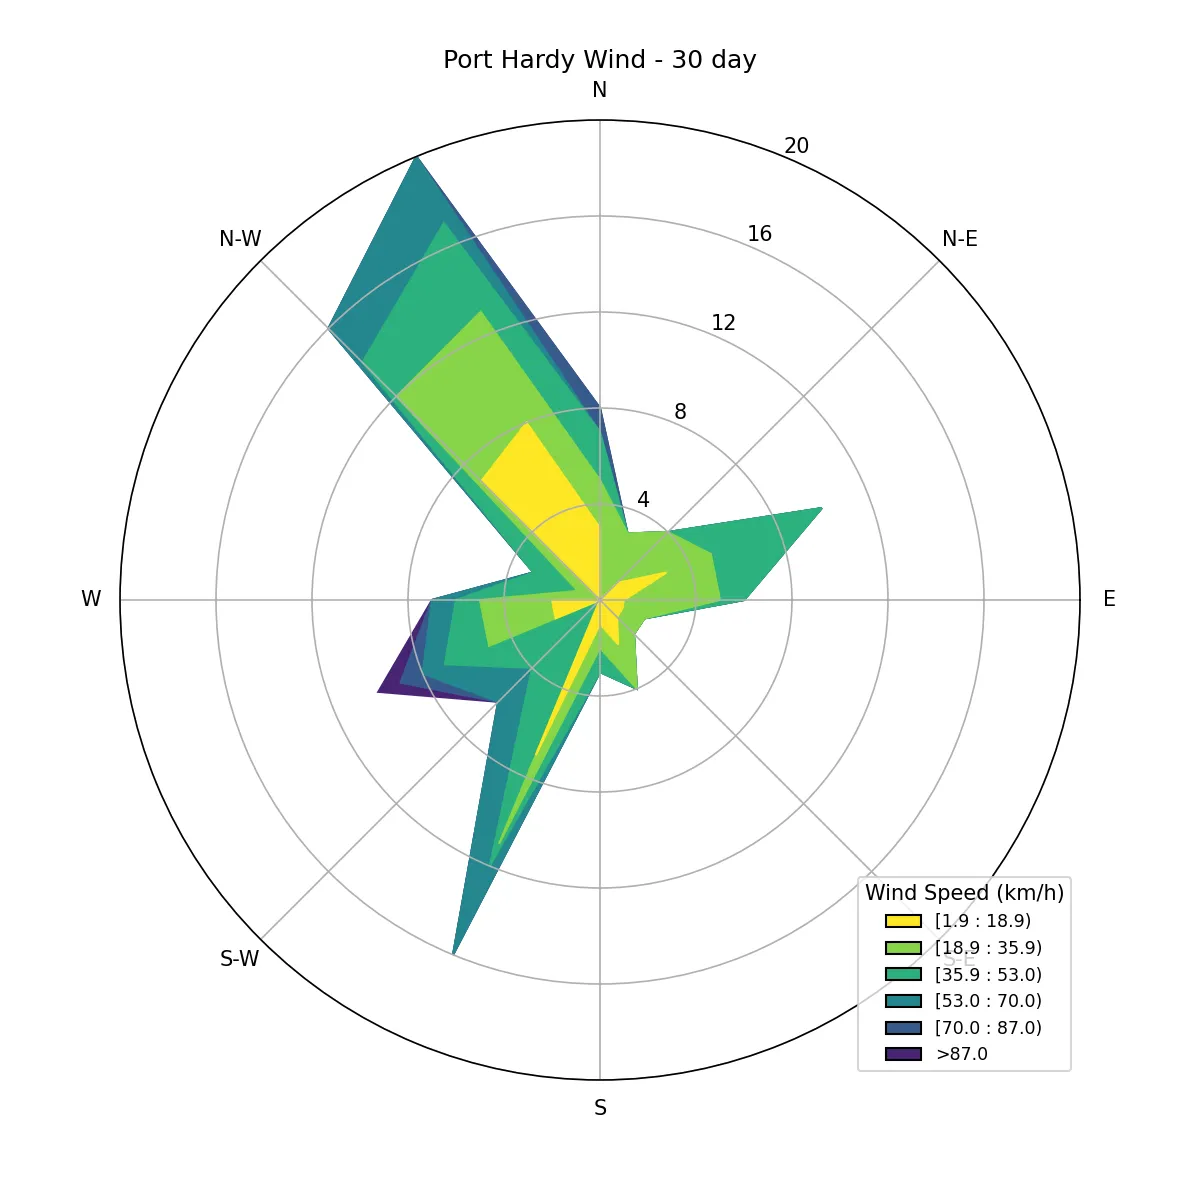 Port Hardy Wind - 30 day
N
20
16
N-W
N-E
12
8
4
W
E
Wind Speed (km/h)
[1.9 : 18.9)
[18.9 : 35.9)
S-W
S-E
[35.9 : 53.0)
[53.0 : 70.0)
[70.0 : 87.0)
>87.0
S